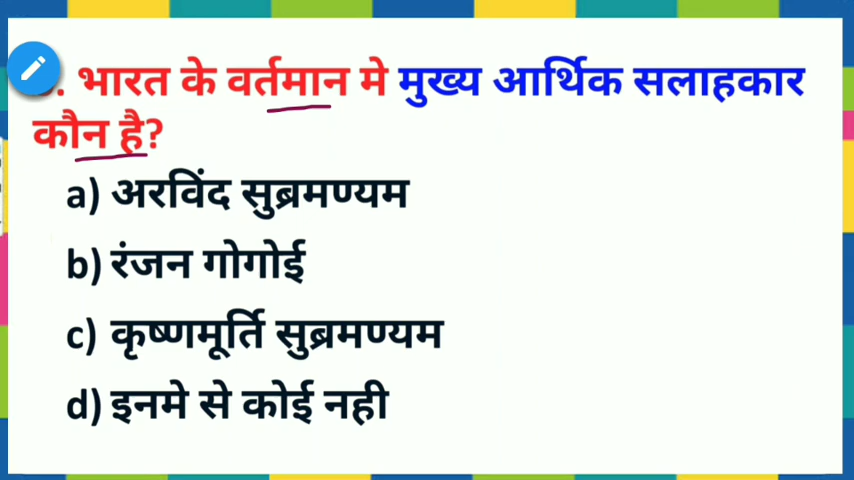 भारत के वर्तमान मे मुख्य आर्थिक सलाहकार
कौन है?
a) अरविंद सुब्रमण्यम
b) रंजन गोगोई
c) कृष्णमूर्ति सुब्रमण्यम
d) इनमे से कोई नही